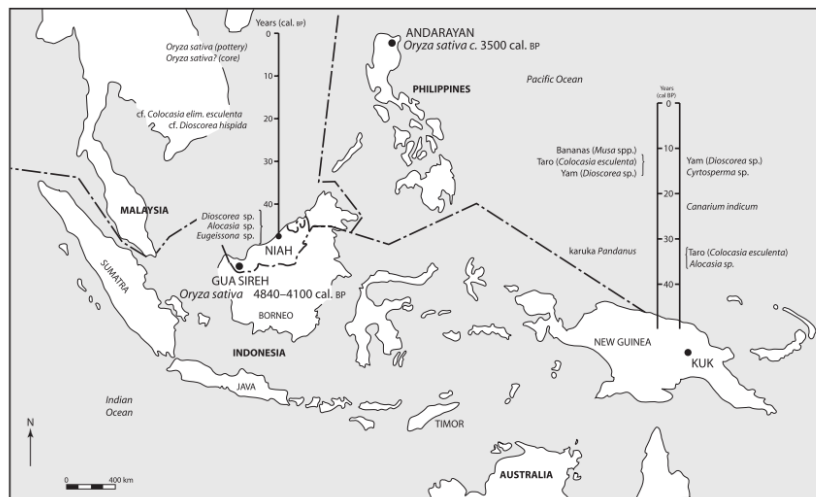 Years (cal. BP)
0
10
20
30
40
Oryza sativa (pottery)
Oryza sativa? (core)
cf. Colocasia elim. esculenta
cf. Dioscorea hispida
Dioscorea sp.
Alocasia sp.
Eugeissona sp.
ANDARAYAN
Oryza sativa c. 3500 cal. BP
PHILIPPINES
Pacific Ocean
Years
(cal BP)
0
10
20
30
40
Bananas (Musa spp.)
Taro (Colocasia esculenta)
Yam (Dioscorea sp.)
Yam (Dioscorea sp.)
Cyrtosperma sp.
Canarium indicum
karuka Pandanus
Taro (Colocasia esculenta)
Alocasia sp.
MALAYSIA
NIAH
GUA SIREH
Oryza sativa 4840–4100 cal. BP
SUMATRA
BORNEO
INDONESIA
NEW GUINEA
KUK
JAVA
Indian
Ocean
TIMOR
N
AUSTRALIA
0 400 km